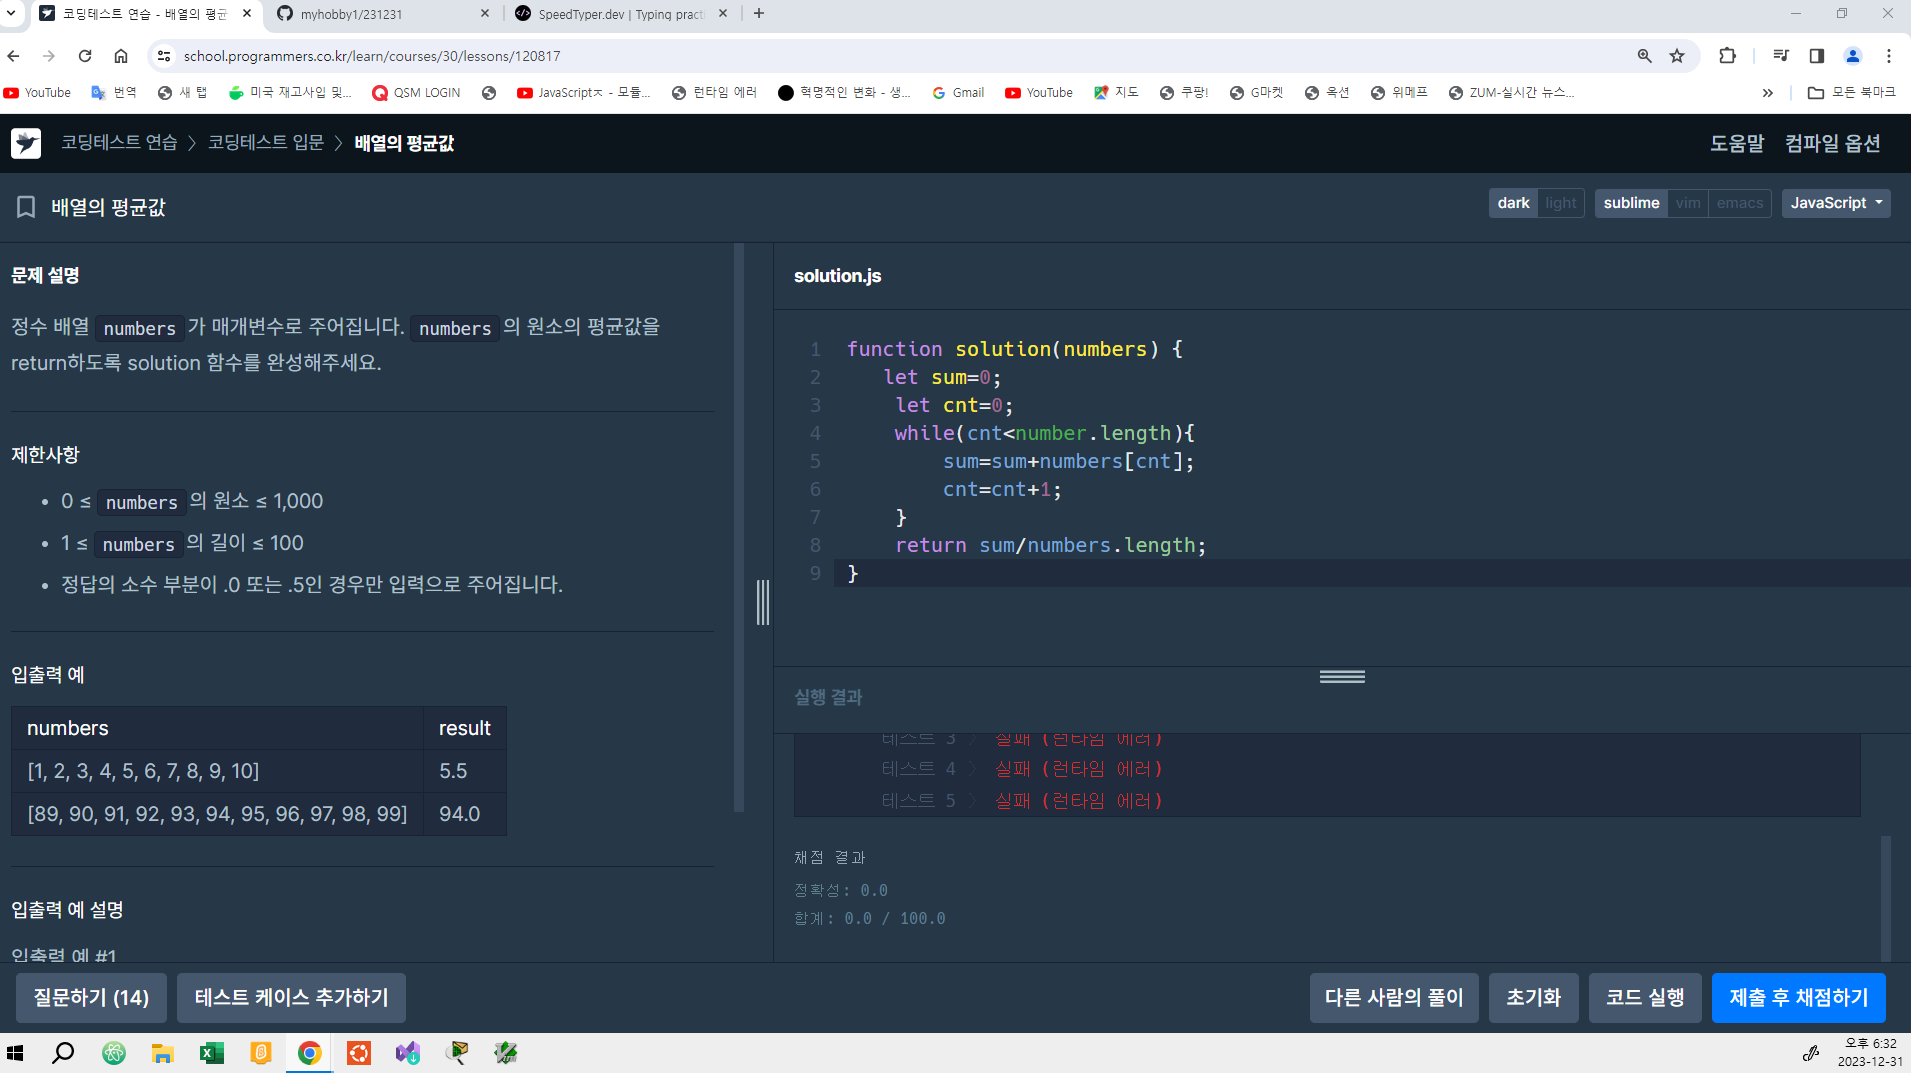 코딩테스트 연습 - 배열의 평균
myhobby1/231231
SpeedTyper.dev | Typing practi
school.programmers.co.kr/learn/courses/30/lessons/120817
YouTube
번역
새 탭
미국 재고사입 및...
QSM LOGIN
JavaScriptㅈ - 모듈...
런타임 에러
혁명적인 변화 - 생...
Gmail
YouTube
지도
쿠팡!
G마켓
옥션
위메프
ZUM-실시간 뉴스...
»
모든 북마크
코딩테스트 연습 > 코딩테스트 입문 > 배열의 평균값
도움말 컴파일 옵션
배열의 평균값
dark light
sublime vim emacs
JavaScript
문제 설명
정수 배열 numbers 가 매개변수로 주어집니다. numbers 의 원소의 평균값을
return하도록 solution 함수를 완성해주세요.
제한사항
• 0 ≤ numbers 의 원소 ≤ 1,000
• 1 ≤ numbers 의 길이 ≤ 100
• 정답의 소수 부분이 .0 또는 .5인 경우만 입력으로 주어집니다.
입출력 예
numbers result
[1, 2, 3, 4, 5, 6, 7, 8, 9, 10] 5.5
[89, 90, 91, 92, 93, 94, 95, 96, 97, 98, 99] 94.0
입출력 예 설명
입출력 예 #1
solution.js
1 function solution(numbers) {
2 let sum=0;
3 let cnt=0;
4 while(cnt<number.length){
5 sum=sum+numbers[cnt];
6 cnt=cnt+1;
7 }
8 return sum/numbers.length;
9 }
실행 결과
테스트 3 > 실패 (런타임 에러)
테스트 4 > 실패 (런타임 에러)
테스트 5 > 실패 (런타임 에러)
채점 결과
정확성: 0.0
합계: 0.0 / 100.0
질문하기 (14)
테스트 케이스 추가하기
다른 사람의 풀이
초기화
코드 실행
제출 후 채점하기
오후 6:32
2023-12-31